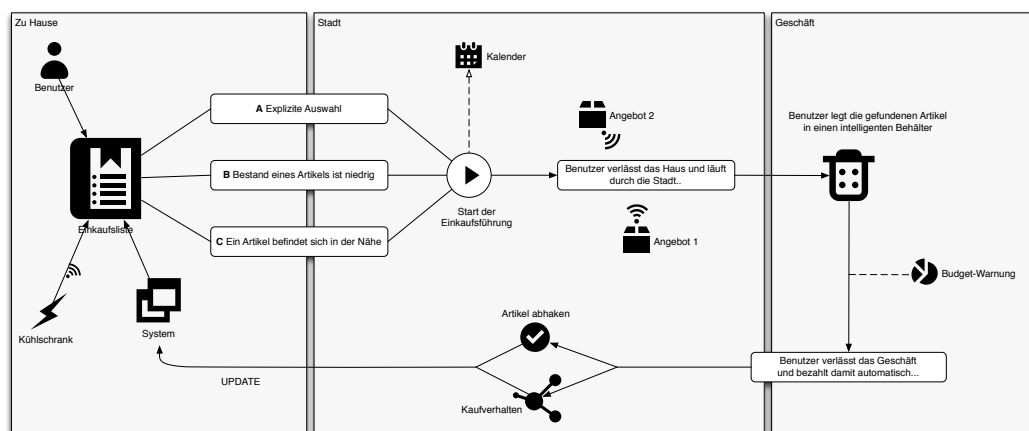 Zu Hause
Benutzer
Einkaufsliste
Kühlschrank
System
A Explizite Auswahl
B Bestand eines Artikels ist niedrig
C Ein Artikel befindet sich in der Nähe
Stadt
Kalender
Start der
Einkaufsführung
Angebot 2
Benutzer verlässt das Haus und läuft
durch die Stadt..
Angebot 1
Artikel abhaken
Kaufverhalten
UPDATE
Geschäft
Benutzer legt die gefundenen Artikel
in einen intelligenten Behälter
Budget-Warnung
Benutzer verlässt das Geschäft
und bezahlt damit automatisch...